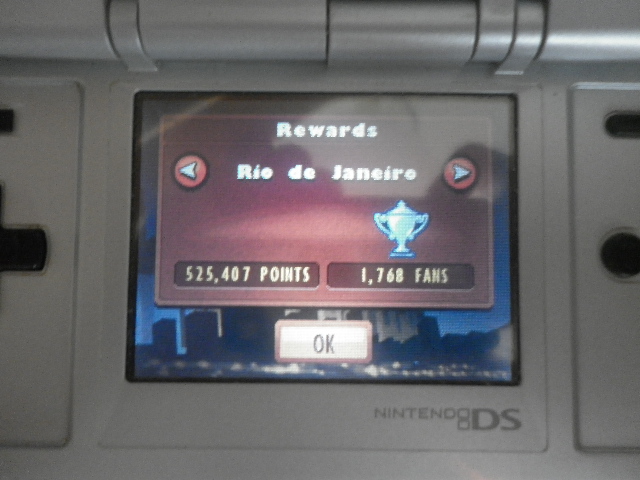 Rewards
Rio de Janeiro
525,407 POINTS 1,768 FANS
OK
NINTENDO DS